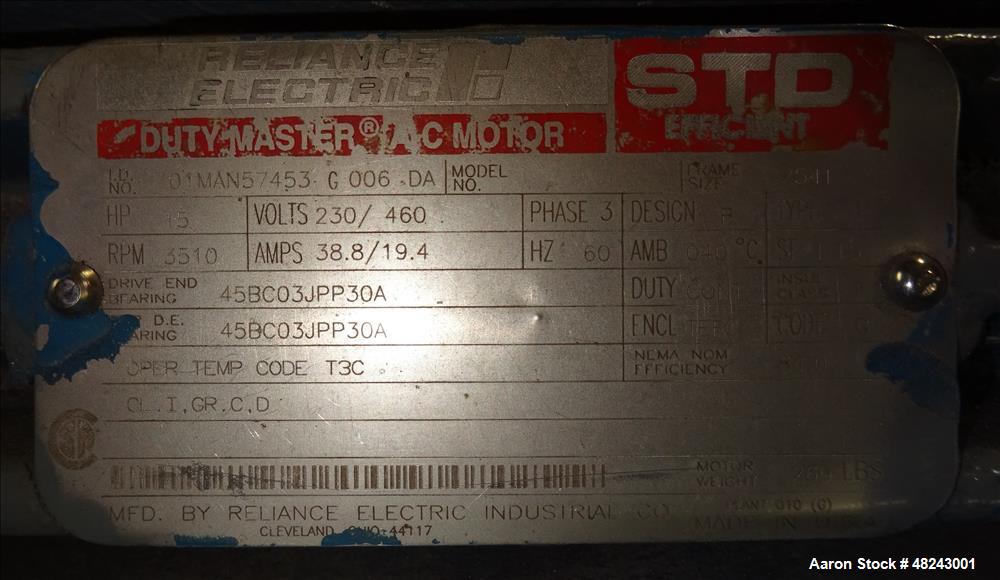 RELIANCE
ELECTRIC
STD
EFFICIENT
DUTY MASTER® A-C MOTOR
I.D. NO. 01MAN57453 G 006 DA MODEL NO. FRAME SIZE
HP 15 VOLTS 230/ 460 PHASE 3 DESIGN
RPM 3510 AMPS 38.8/19.4 HZ 60 AMB 040 °C
DRIVE END BEARING 45BC03JPP30A DUTY
D.E. 45BC03JPP30A ENCL
OPER TEMP CODE T3C NEMA NOM EFFICIENCY
CL.I,GR.C,D
MOTOR WEIGHT LBS
MFD. BY RELIANCE ELECTRIC INDUSTRIAL CO. PLANT 010 (G)
CLEVELAND, OHIO 44117 MADE IN
Aaron Stock # 48243001